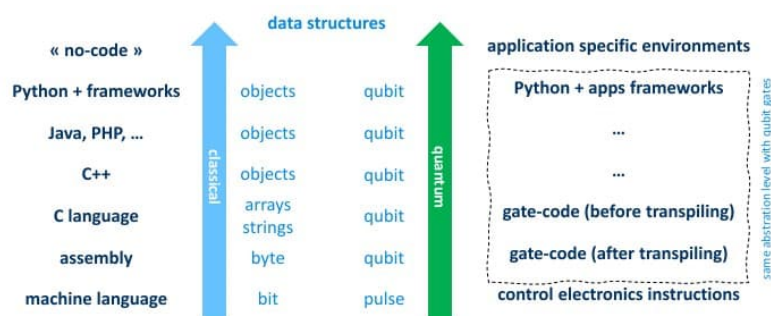 data structures
« no-code »
application specific environments
Python + frameworks
objects
qubit
Python + apps frameworks
Java, PHP, ...
objects
qubit
...
C++
objects
qubit
...
C language
arrays
strings
qubit
gate-code (before transpiling)
assembly
byte
qubit
gate-code (after transpiling)
machine language
bit
pulse
control electronics instructions
classical
quantum
same abstration level with qubit gates